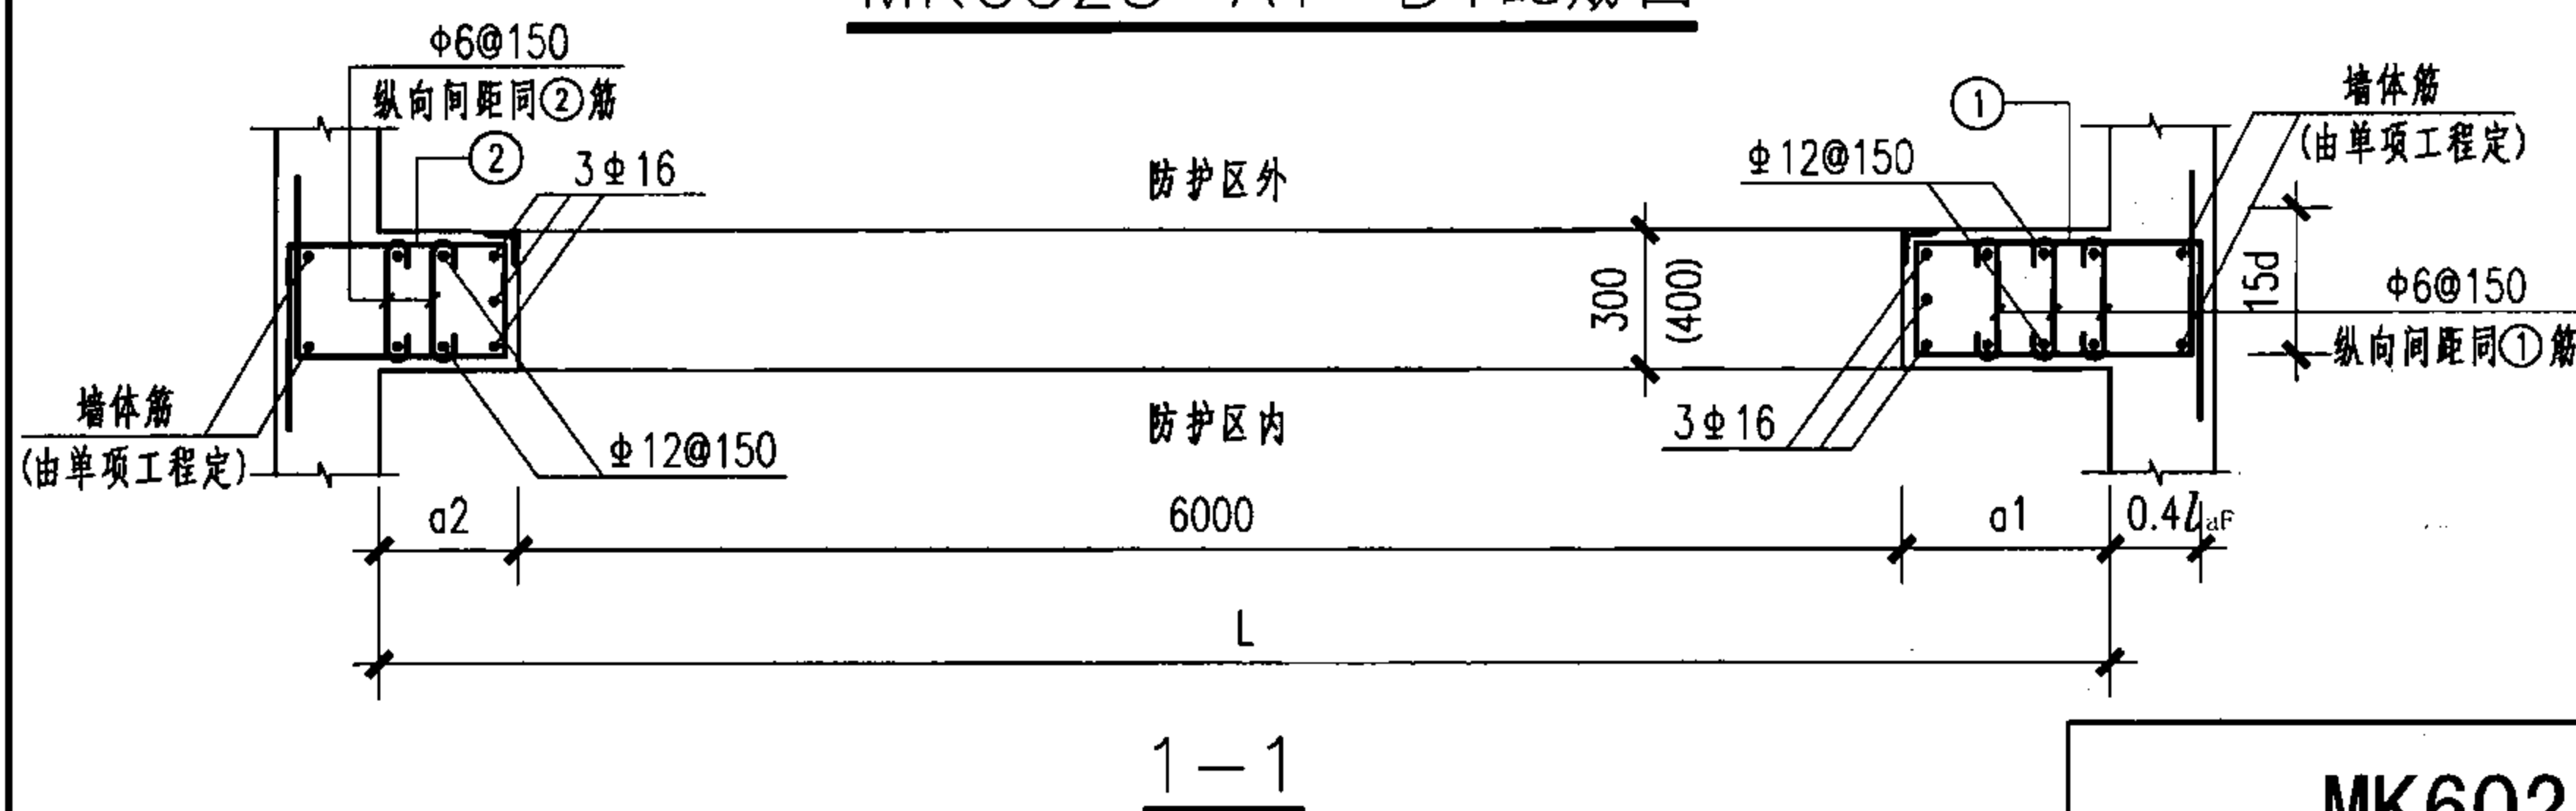 Φ6@150
纵向间距同②筋
②
3Φ16
防护区外
①
Φ12@150
墙体筋
(由单项工程定)
300
(400)
15d
Φ6@150
纵向间距同①筋
墙体筋
(由单项工程定)
Φ12@150
防护区内
3Φ16
a2
6000
a1
0.4laF
L
1-1
MK602